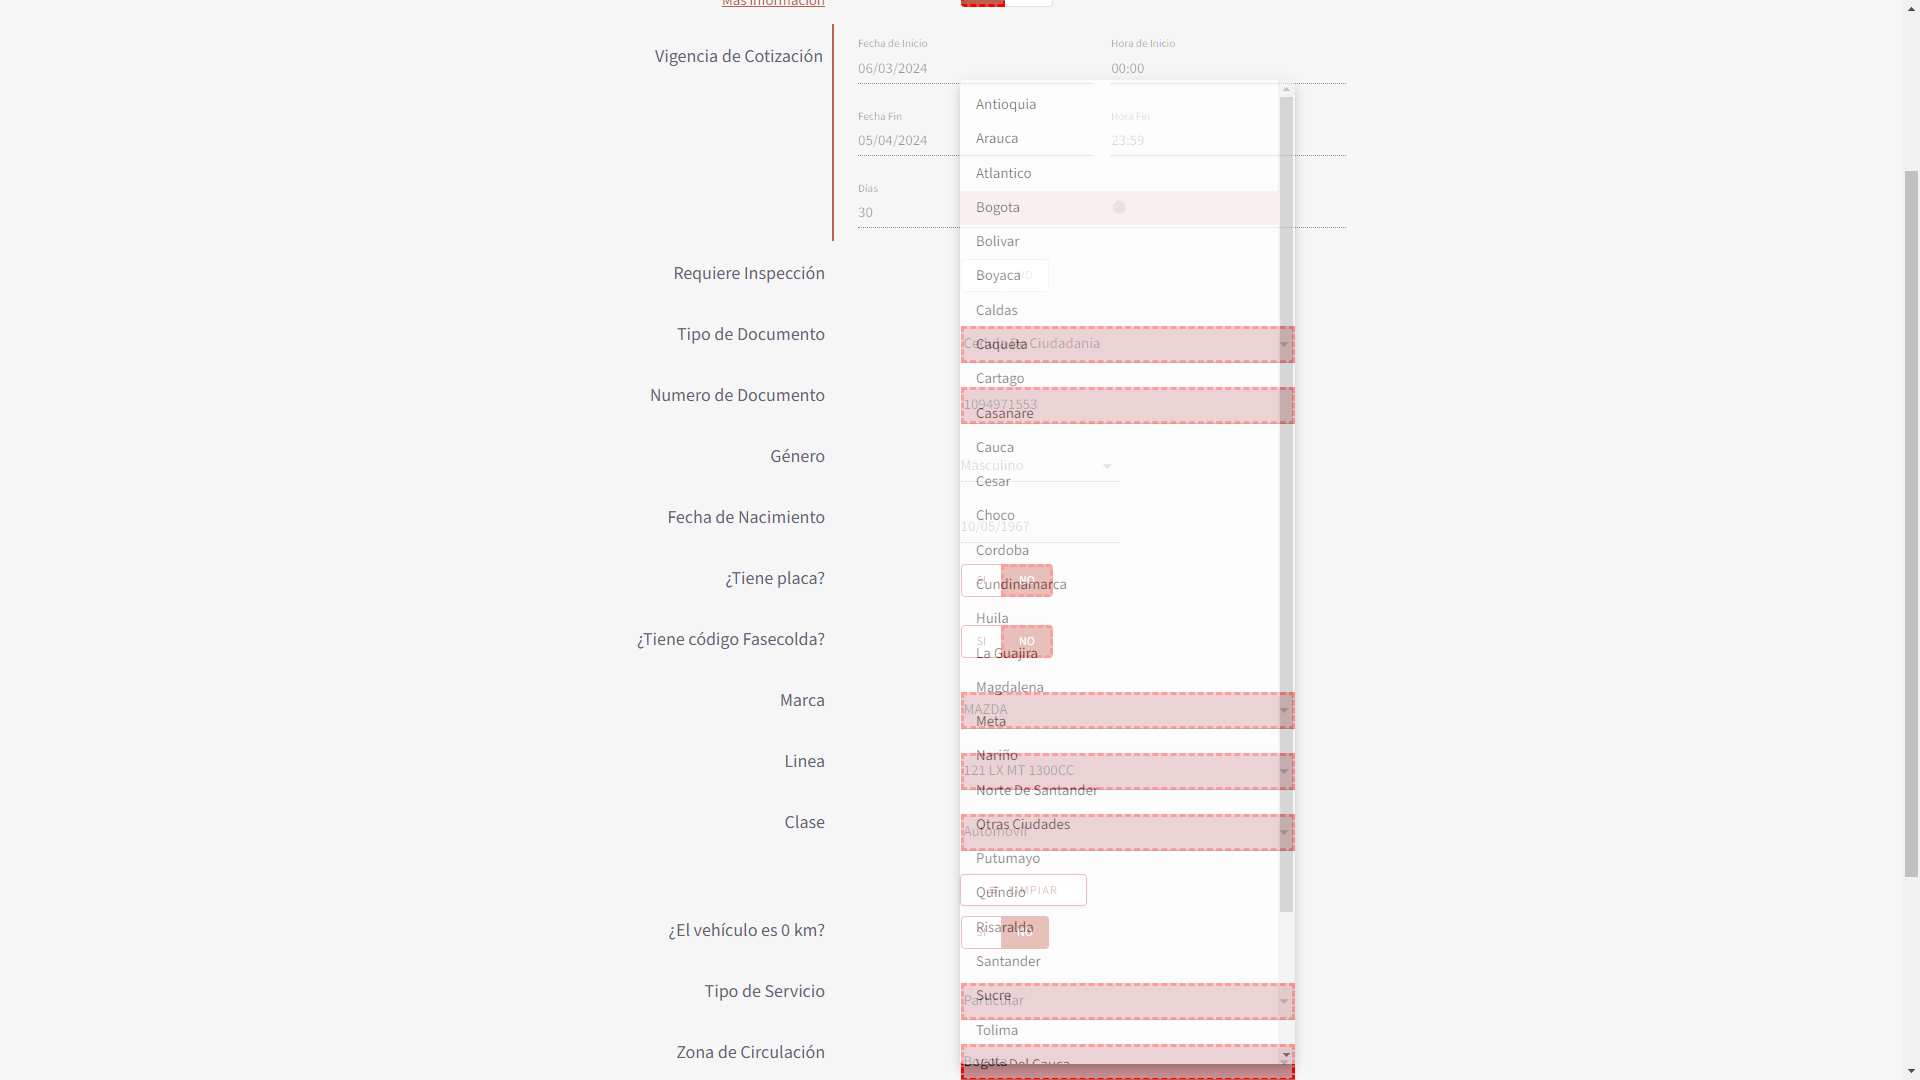 Más información
Vigencia de Cotización
Fecha de Inicio
06/03/2024
Hora de Inicio
00:00
Fecha Fin
05/04/2024
Hora Fin
23:59
Días
30
Requiere Inspección
NO
Tipo de Documento
Cedula De Ciudadania
Numero de Documento
1094971553
Género
Masculino
Fecha de Nacimiento
10/05/1967
¿Tiene placa?
SI
NO
¿Tiene código Fasecolda?
SI
NO
Marca
MAZDA
Linea
121 LX MT 1300CC
Clase
Automovil
LIMPIAR
¿El vehículo es 0 km?
SI
NO
Tipo de Servicio
Particular
Zona de Circulación
Bogota
Antioquia
Arauca
Atlantico
Bogota
Bolivar
Boyaca
Caldas
Caqueta
Cartago
Casanare
Cauca
Cesar
Choco
Cordoba
Cundinamarca
Huila
La Guajira
Magdalena
Meta
Nariño
Norte De Santander
Otras Ciudades
Putumayo
Quindio
Risaralda
Santander
Sucre
Tolima
Valle Del Cauca